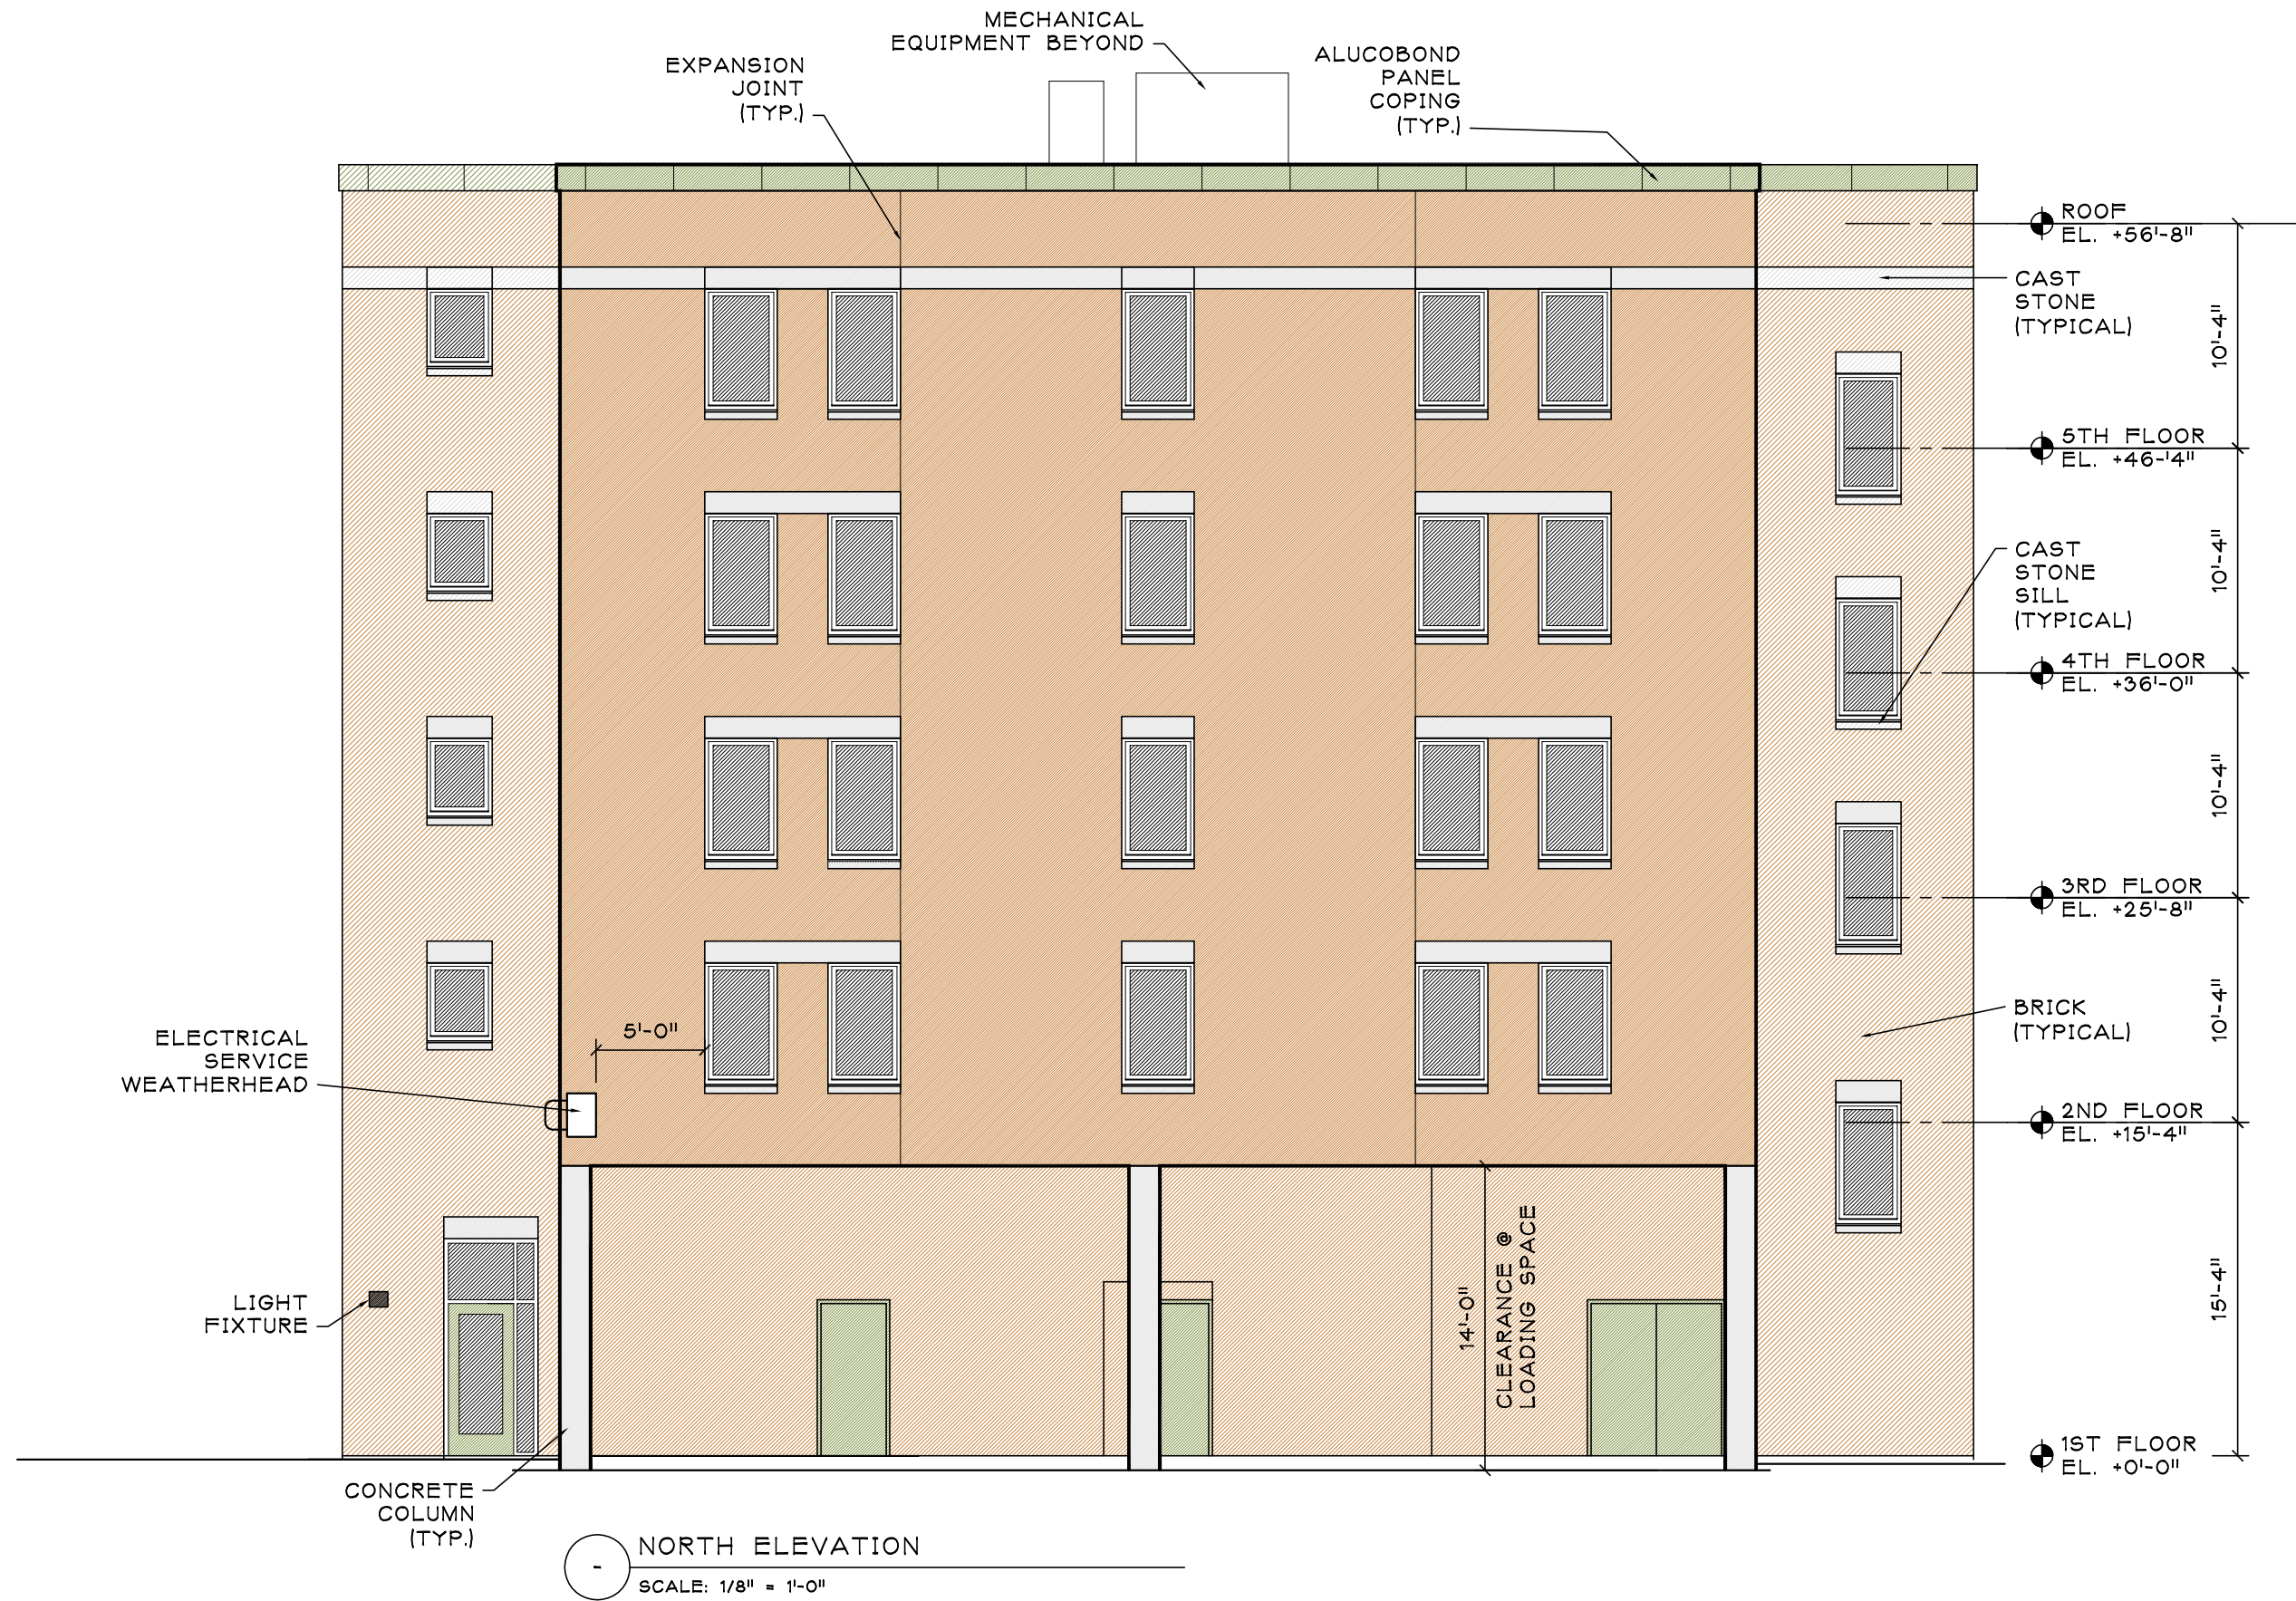 MECHANICAL
EQUIPMENT BEYOND
EXPANSION
JOINT
(TYP.)
ALUCOBOND
PANEL
COPING
(TYP.)
ROOF
EL. +56'-8"
CAST
STONE
(TYPICAL)
10'-4"
5TH FLOOR
EL. +46-'4"
CAST
STONE
SILL
(TYPICAL)
10'-4"
4TH FLOOR
EL. +36'-0"
10'-4"
3RD FLOOR
EL. +25'-8"
BRICK
(TYPICAL)
10'-4"
2ND FLOOR
EL. +15'-4"
5'-0"
ELECTRICAL
SERVICE
WEATHERHEAD
LIGHT
FIXTURE
14'-0"
CLEARANCE @
LOADING SPACE
15'-4"
1ST FLOOR
EL. +0'-0"
CONCRETE
COLUMN
(TYP.)
-
NORTH ELEVATION
SCALE: 1/8" = 1'-0"